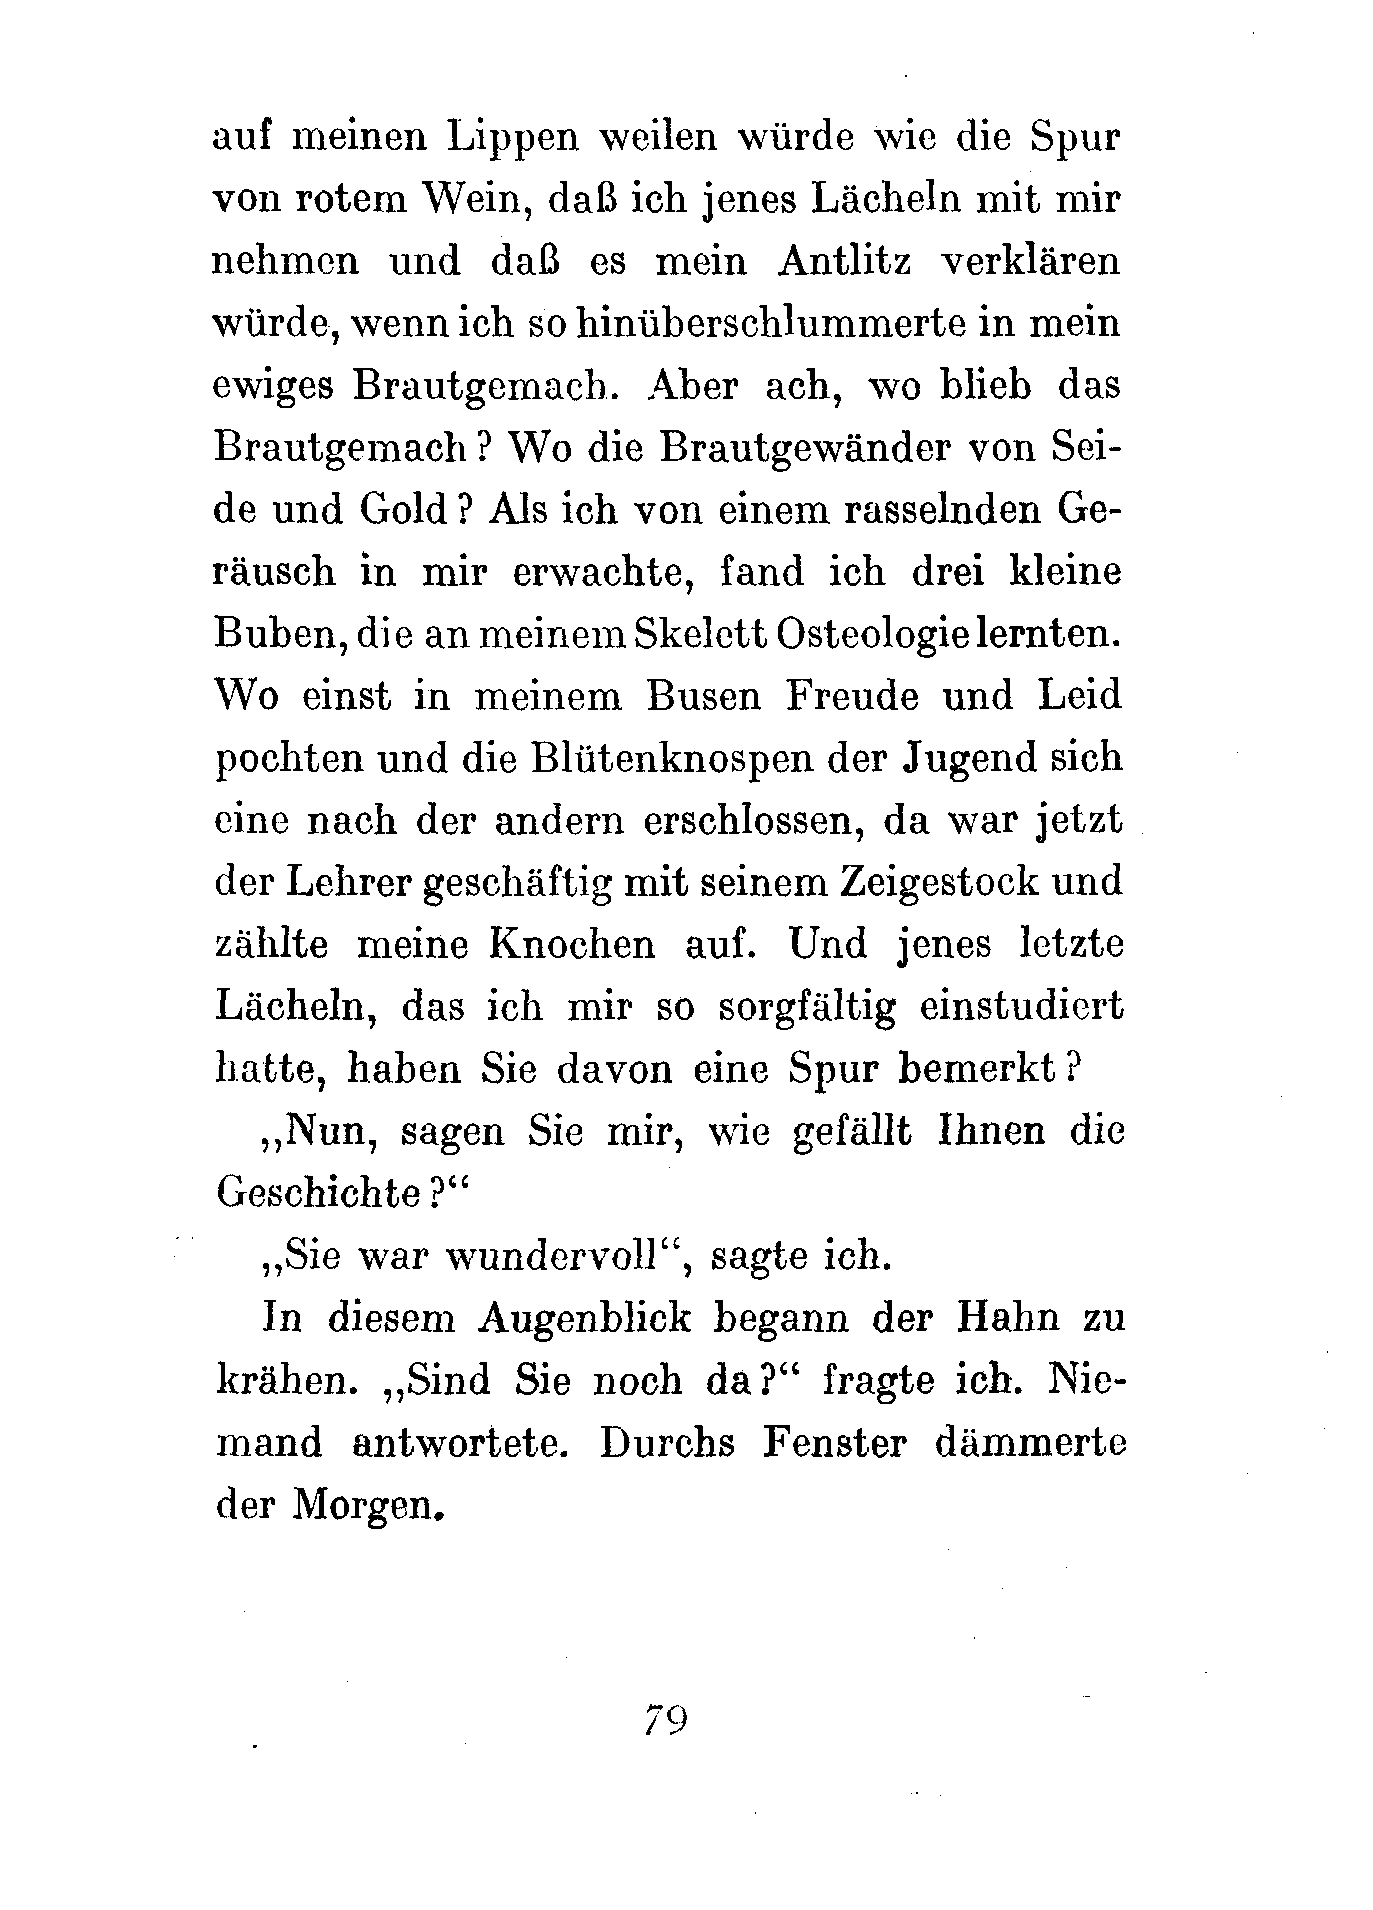 auf meinen Lippen weilen würde wie die Spur
von rotem Wein, daß ich jenes Lächeln mit mir
nehmen und daß es mein Antlitz verklären
würde, wenn ich so hinüberschlummerte in mein
ewiges Brautgemach. Aber ach, wo blieb das
Brautgemach? Wo die Brautgewänder von Sei-
de und Gold? Als ich von einem rasselnden Ge-
räusch in mir erwachte, fand ich drei kleine
Buben, die an meinem Skelett Osteologie lernten.
Wo einst in meinem Busen Freude und Leid
pochten und die Blütenknospen der Jugend sich
eine nach der andern erschlossen, da war jetzt
der Lehrer geschäftig mit seinem Zeigestock und
zählte meine Knochen auf. Und jenes letzte
Lächeln, das ich mir so sorgfältig einstudiert
hatte, haben Sie davon eine Spur bemerkt?
„Nun, sagen Sie mir, wie gefällt Ihnen die
Geschichte?“
„Sie war wundervoll“, sagte ich.
In diesem Augenblick begann der Hahn zu
krähen. „Sind Sie noch da?“ fragte ich. Nie-
mand antwortete. Durchs Fenster dämmerte
der Morgen.
79